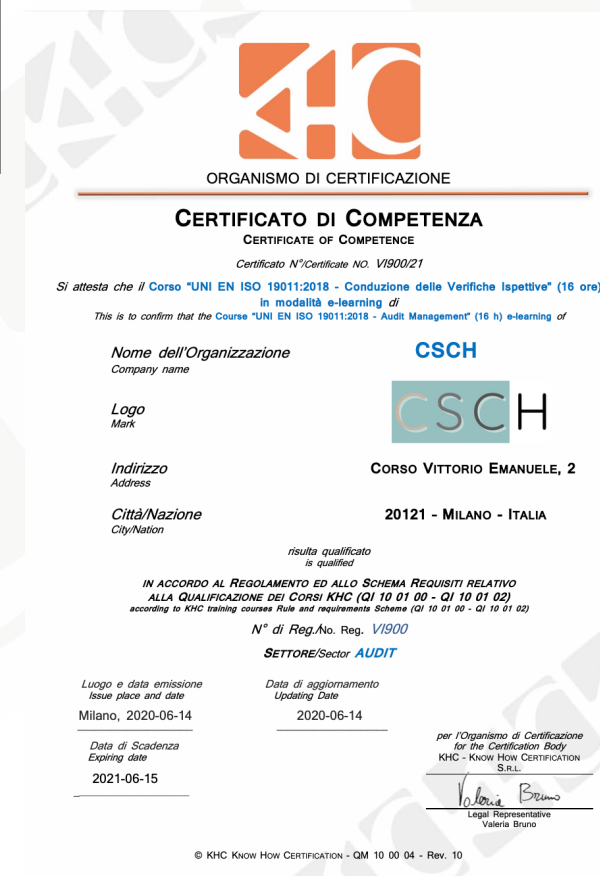 KHC
ORGANISMO DI CERTIFICAZIONE
CERTIFICATO DI COMPETENZA
CERTIFICATE OF COMPETENCE
Certificato N°/Certificate NO. VI900/21
Si attesta che il Corso “UNI EN ISO 19011:2018 - Conduzione delle Verifiche Ispettive” (16 ore)
in modalità e-learning di
This is to confirm that the Course “UNI EN ISO 19011:2018 - Audit Management” (16 h) e-learning of
Nome dell'Organizzazione CSCH
Company name
Logo CSCH
Mark
Indirizzo CORSO VITTORIO EMANUELE, 2
Address
Città/Nazione 20121 - MILANO - ITALIA
City/Nation
risulta qualificato
is qualified
IN ACCORDO AL REGOLAMENTO ED ALLO SCHEMA REQUISITI RELATIVO
ALLA QUALIFICAZIONE DEI CORSI KHC (QI 10 01 00 - QI 10 01 02)
according to KHC training courses Rule and requirements Scheme (QI 10 01 00 - QI 10 01 02)
N° di Reg./No. Reg. VI900
SETTORE/Sector AUDIT
Luogo e data emissione Data di aggiornamento
Issue place and date Updating Date
Milano, 2020-06-14 2020-06-14
Data di Scadenza
Expiring date
2021-06-15
per l'Organismo di Certificazione
for the Certification Body
KHC - KNOW HOW CERTIFICATION
S.R.L.
Valeria Bruno
Legal Representative
Valeria Bruno
© KHC KNOW HOW CERTIFICATION - QM 10 00 04 - Rev. 10